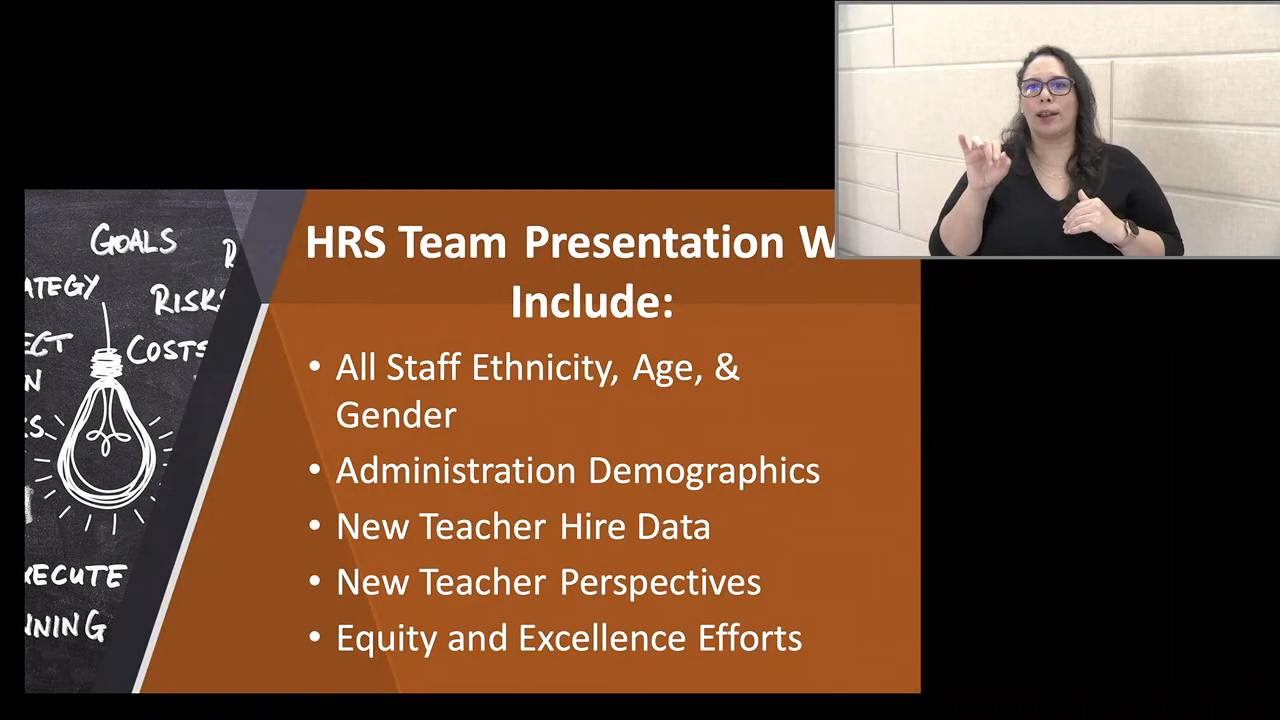 HRS Team Presentation W
Include:
• All Staff Ethnicity, Age, &
Gender
• Administration Demographics
• New Teacher Hire Data
• New Teacher Perspectives
• Equity and Excellence Efforts
GOALS
ATEGY
RISKS
ECT
COSTS
N
S
ECUTE
NNING